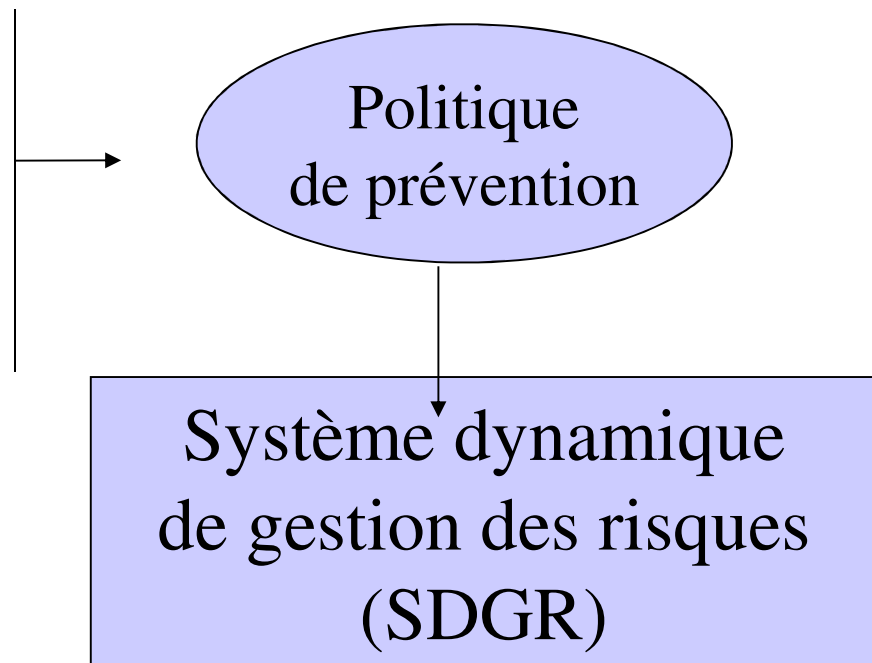 Politique
de prévention
Système dynamique
de gestion des risques
(SDGR)